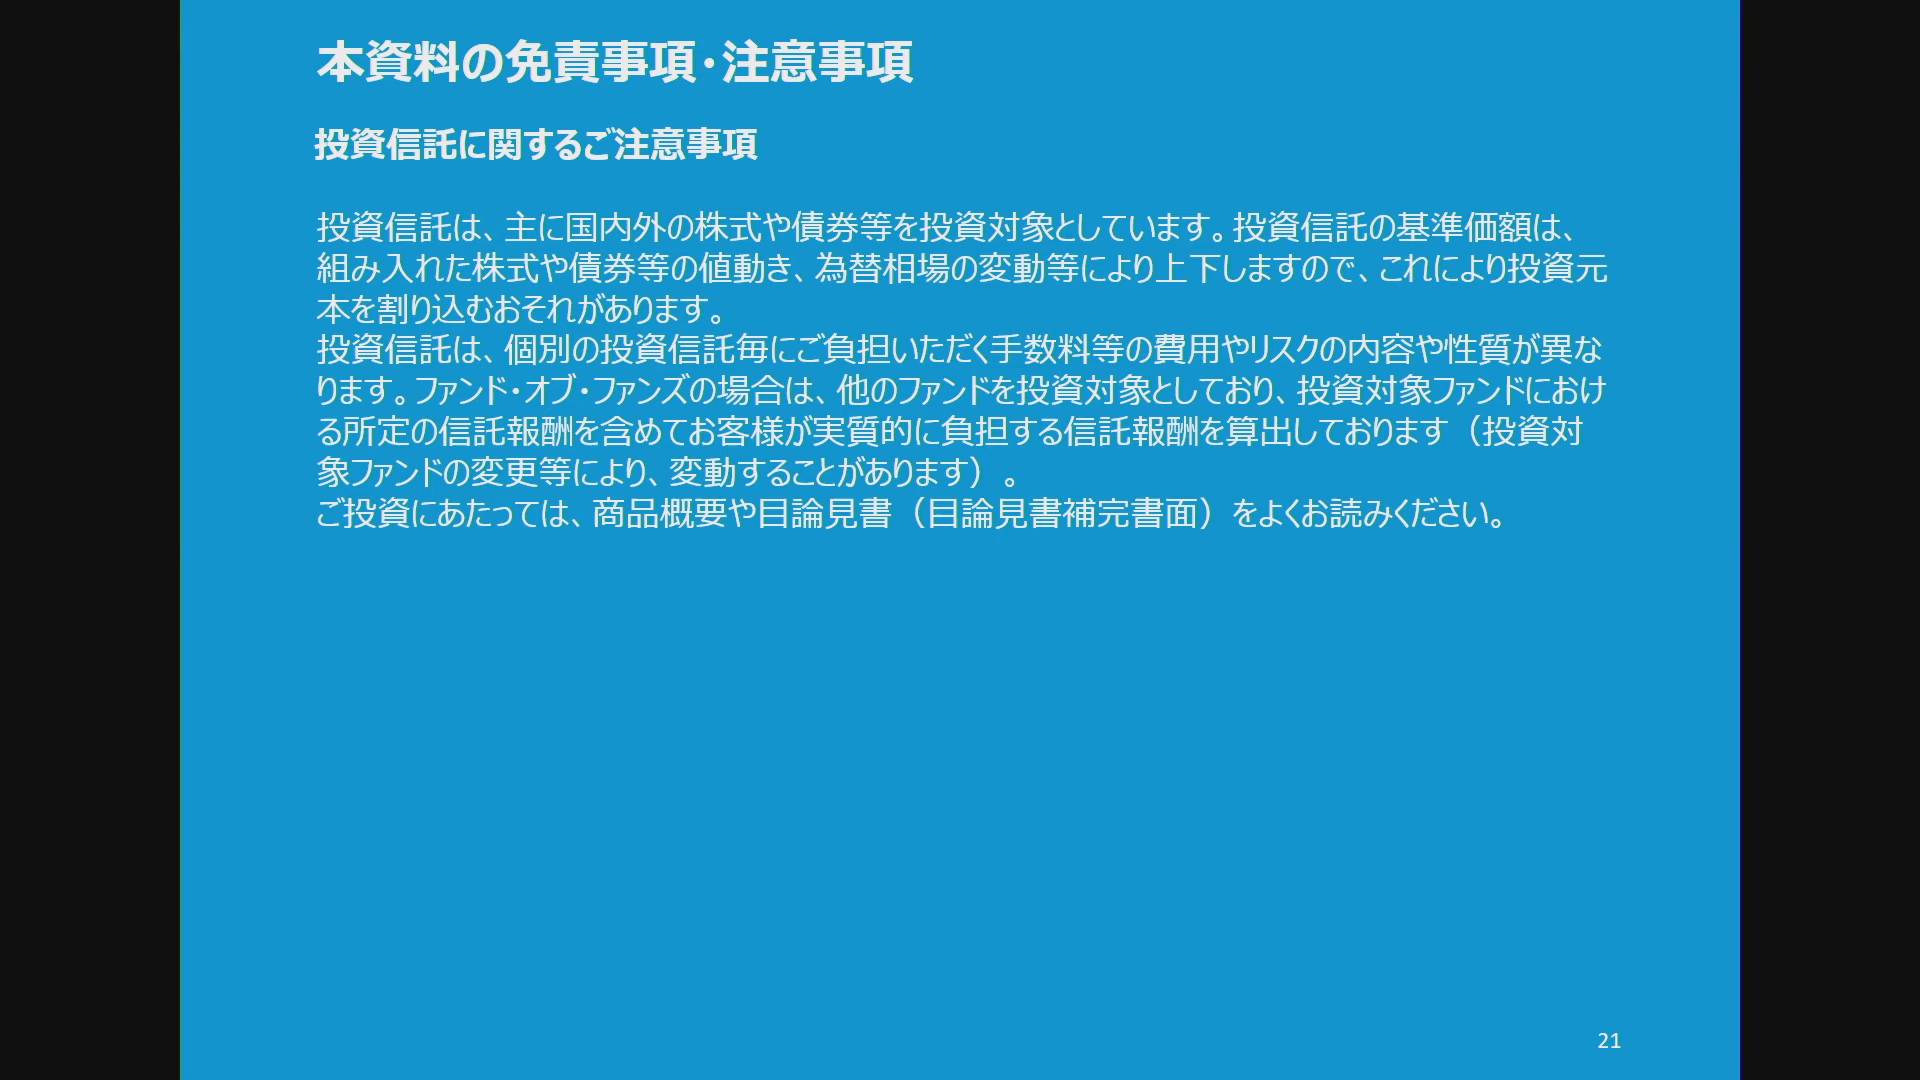 本資料の免責事項・注意事項
投資信託に関するご注意事項
投資信託は、主に国内外の株式や債券等を投資対象としています。投資信託の基準価額は、
組み入れた株式や債券等の値動き、為替相場の変動等により上下しますので、これにより投資元
本を割り込むおそれがあります。
投資信託は、個別の投資信託毎にご負担いただく手数料等の費用やリスクの内容や性質が異な
ります。ファンド・オブ・ファンズの場合は、他のファンドを投資対象としており、投資対象ファンドにおけ
る所定の信託報酬を含めてお客様が実質的に負担する信託報酬を算出しております（投資対
象ファンドの変更等により、変動することがあります）。
ご投資にあたっては、商品概要や目論見書（目論見書補完書面）をよくお読みください。
21